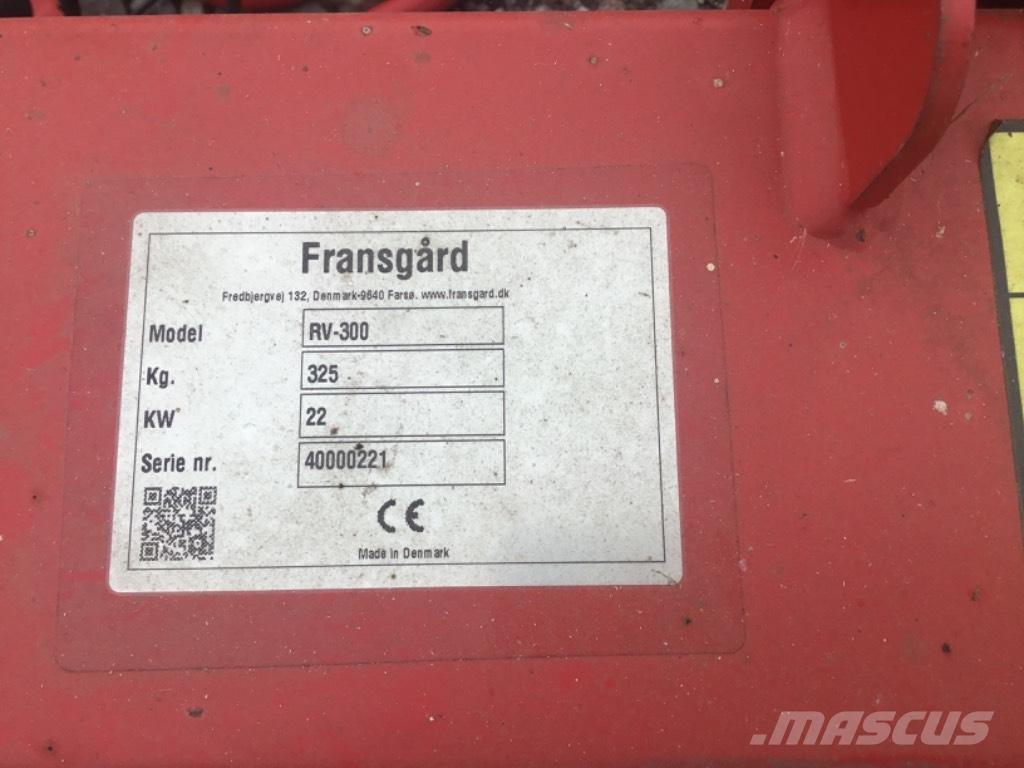 Fransgård
Fredbjergvej 132, Denmark-9640 Farsø. www.fransgard.dk
Model RV-300
Kg. 325
KW* 22
Serie nr. 40000221
CE
Made in Denmark
MASCUS